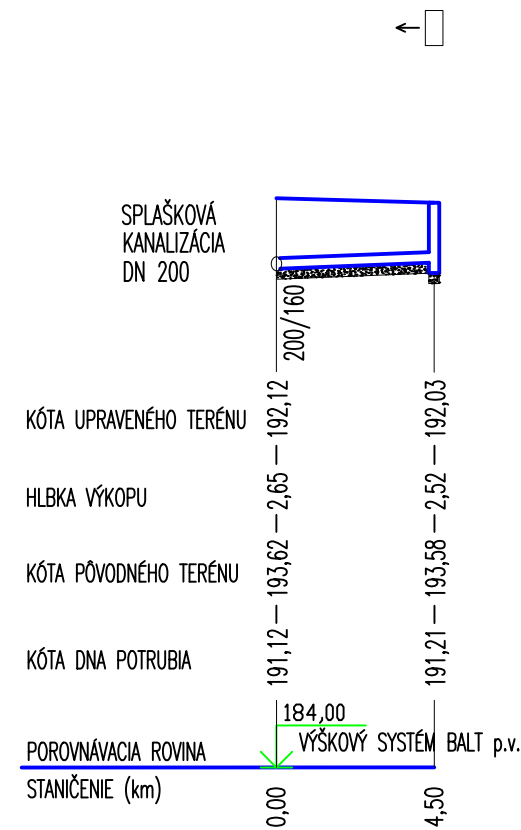 SPLAŠKOVÁ
KANALIZÁCIA
DN 200
200/160
KÓTA UPRAVENÉHO TERÉNU
192,12
192,03
HLBKA VÝKOPU
2,65
2,52
KÓTA PÔVODNÉHO TERÉNU
193,62
193,58
KÓTA DNA POTRUBIA
191,12
191,21
184,00
POROVNÁVACIA ROVINA
VÝŠKOVÝ SYSTÉM BALT p.v.
STANIČENIE (km)
0,00
4,50